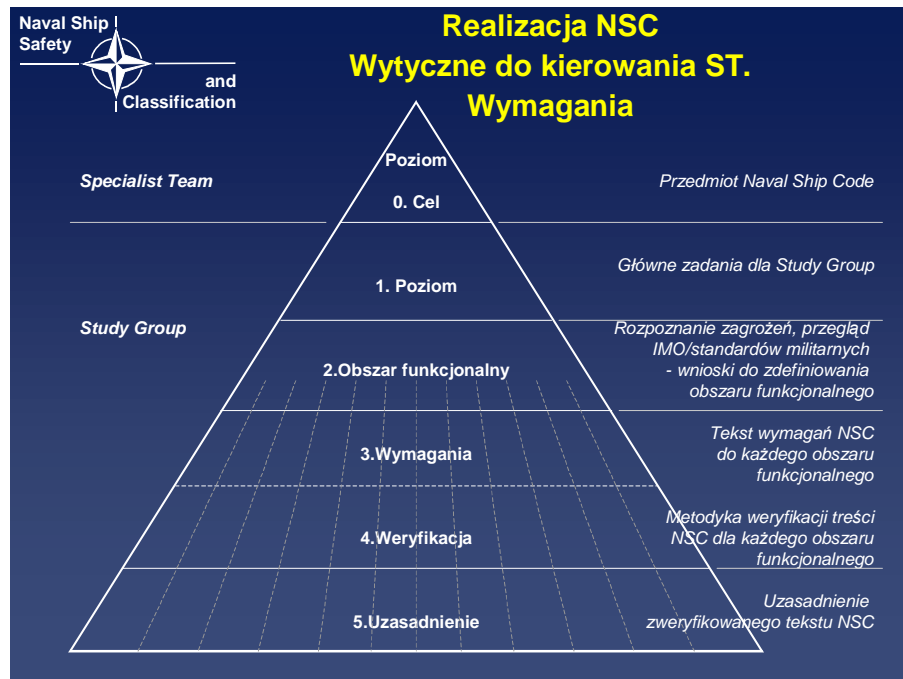 Naval Ship
Safety
and
Classification
Realizacja NSC
Wytyczne do kierowania ST.
Wymagania
Poziom
0. Cel
Specialist Team
Przedmiot Naval Ship Code
1. Poziom
Główne zadania dla Study Group
Study Group
2.Obszar funkcjonalny
Rozpoznanie zagrożeń, przegląd
IMO/standardów militarnych
- wnioski do zdefiniowania
obszaru funkcjonalnego
3.Wymagania
Tekst wymagań NSC
do każdego obszaru
funkcjonalnego
4.Weryfikacja
Metodyka weryfikacji treści
NSC dla każdego obszaru
funkcjonalnego
5.Uzasadnienie
Uzasadnienie
zweryfikowanego tekstu NSC